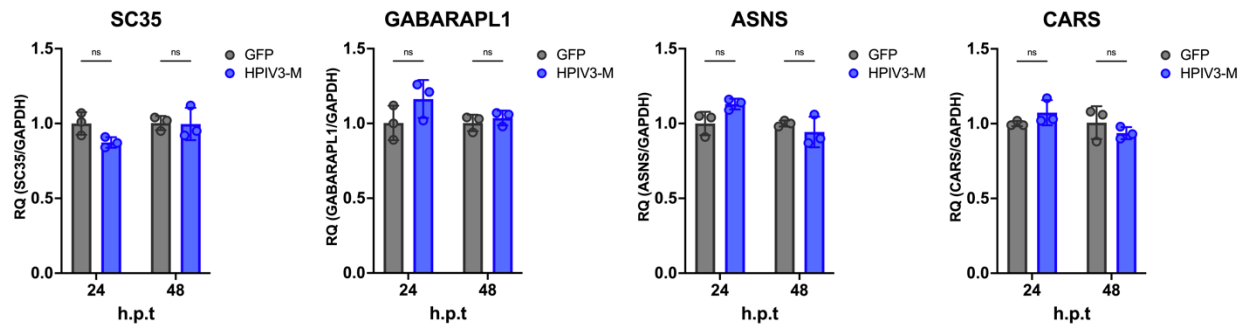 SC35
RQ (SC35/GAPDH)
1.5
1.0
0.5
0.0
ns
ns
GFP
HPIV3-M
24
48
h.p.t
GABARAPL1
RQ (GABARAPL1/GAPDH)
1.5
1.0
0.5
0.0
ns
ns
GFP
HPIV3-M
24
48
h.p.t
ASNS
RQ (ASNS/GAPDH)
1.5
1.0
0.5
0.0
ns
ns
GFP
HPIV3-M
24
48
h.p.t
CARS
RQ (CARS/GAPDH)
1.5
1.0
0.5
0.0
ns
ns
GFP
HPIV3-M
24
48
h.p.t